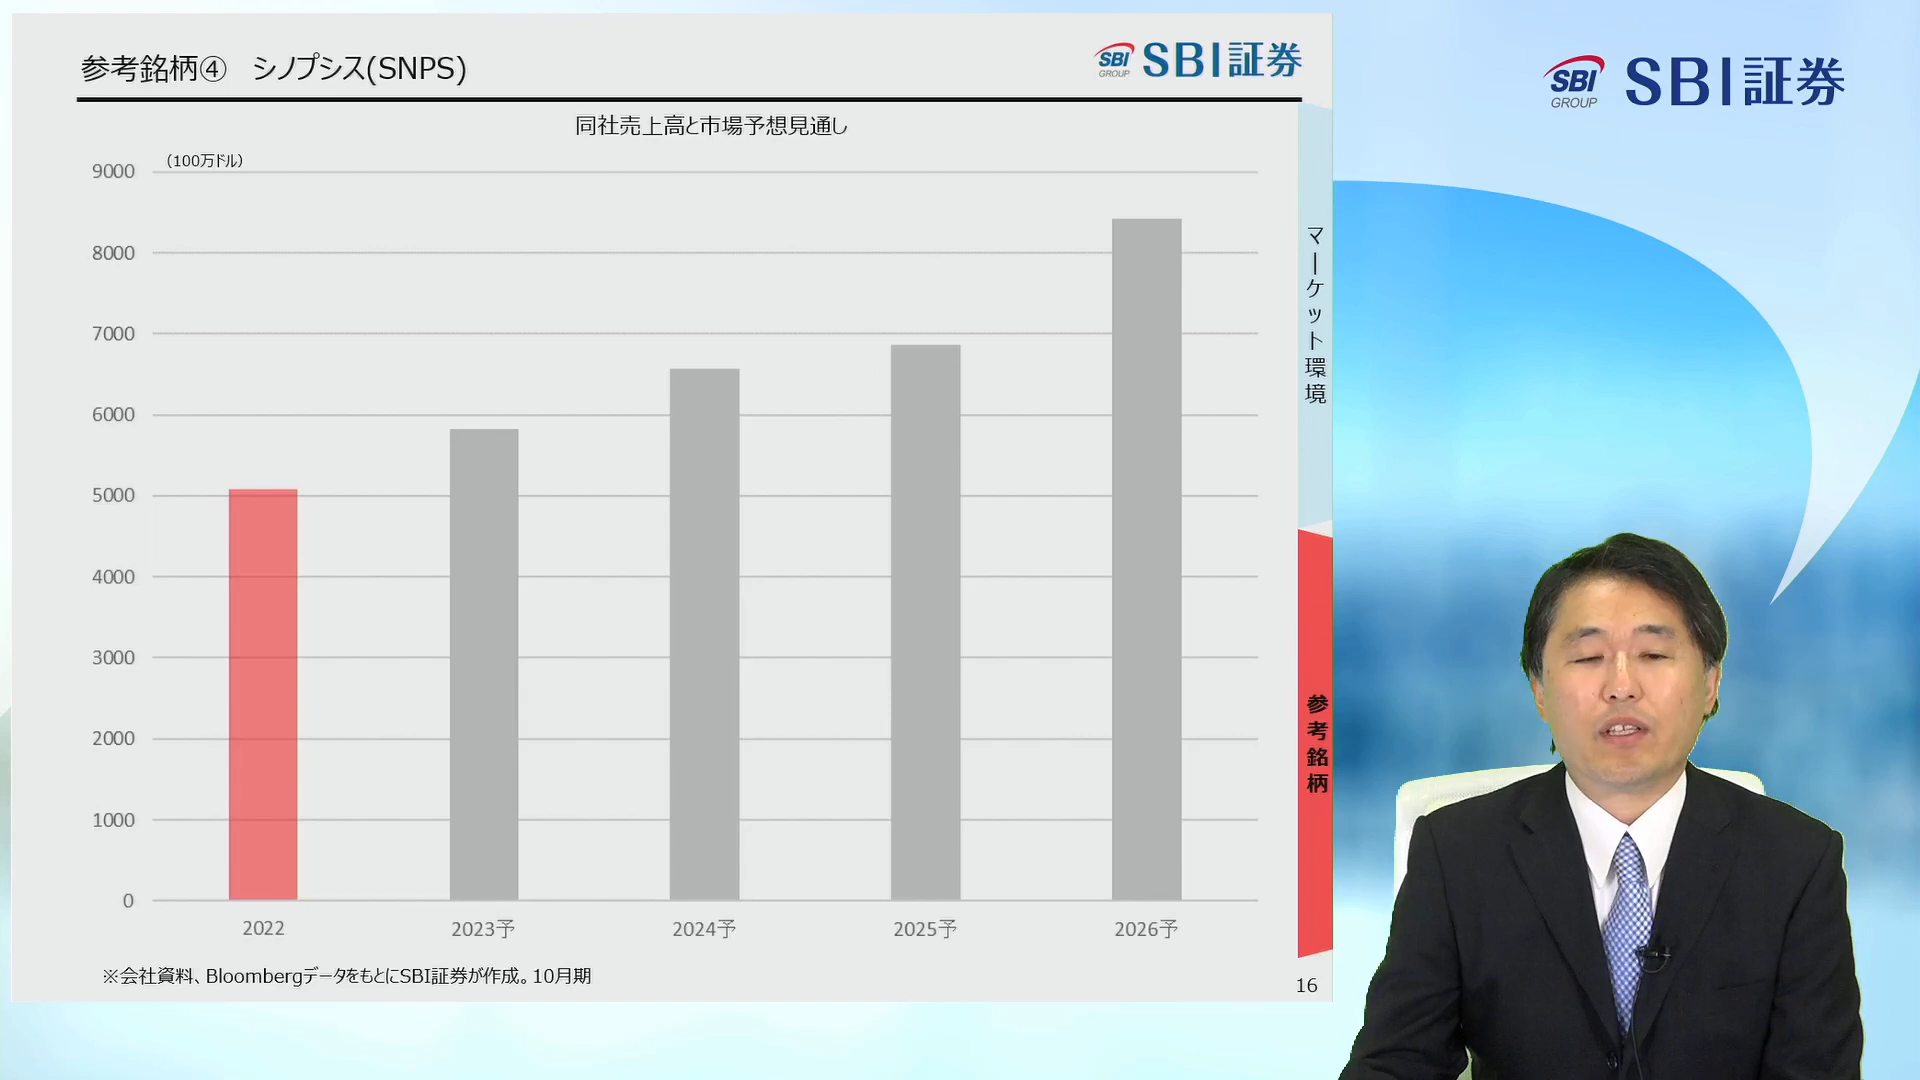 参考銘柄④ シノプシス(SNPS)
SBI GROUP SBI証券
同社売上高と市場予想見通し
(100万ドル)
9000
8000
7000
6000
5000
4000
3000
2000
1000
0
2022
2023予
2024予
2025予
2026予
※会社資料、BloombergデータをもとにSBI証券が作成。10月期
16
マーケット環境
参考銘柄
SBI GROUP SBI証券